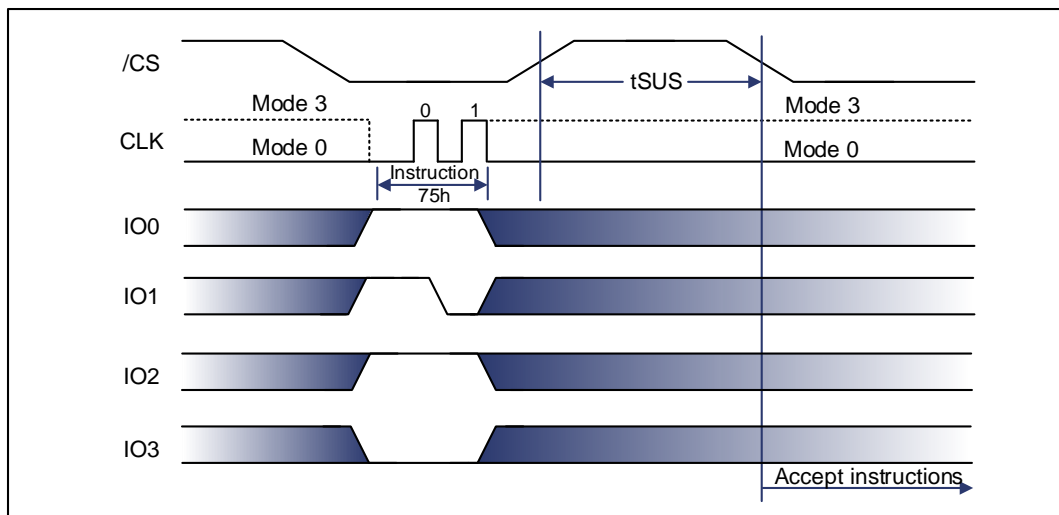 /CS
tSUS
Mode 3
0
1
Mode 3
CLK
Mode 0
Mode 0
Instruction
75h
IO0
IO1
IO2
IO3
Accept instructions